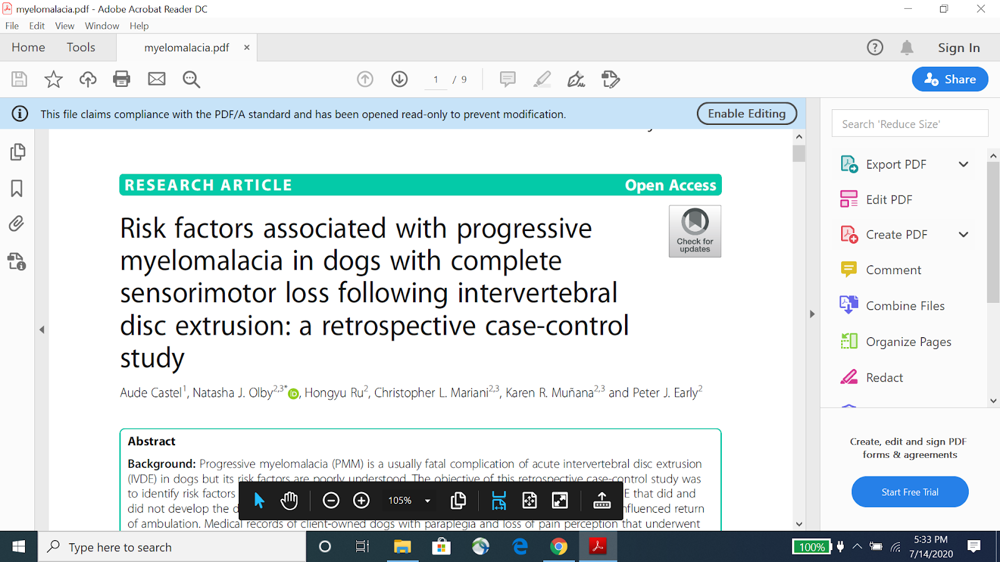 myelomalacia.pdf - Adobe Acrobat Reader DC
File Edit View Window Help
Home Tools myelomalacia.pdf × ? Sign In
1 / 9 Share
This file claims compliance with the PDF/A standard and has been opened read-only to prevent modification. Enable Editing
Search 'Reduce Size'
Export PDF
Edit PDF
Create PDF
Comment
Combine Files
Organize Pages
Redact
Create, edit and sign PDF
forms & agreements
Start Free Trial
RESEARCH ARTICLE Open Access
Check for
updates
Risk factors associated with progressive
myelomalacia in dogs with complete
sensorimotor loss following intervertebral
disc extrusion: a retrospective case-control
study
Aude Castel1, Natasha J. Olby2,3* iD, Hongyu Ru2, Christopher L. Mariani2,3, Karen R. Muñana2,3 and Peter J. Early2
Abstract
Background: Progressive myelomalacia (PMM) is a usually fatal complication of acute intervertebral disc extrusion
(IVDE) in dogs but its risk factors are poorly understood. The objective of this retrospective case-control study was
to identify risk factors E that did and
did not develop the d nfluenced return
of ambulation. Medical records of client-owned dogs with paraplegia and loss of pain perception that underwent
105%
Type here to search
100%
5:33 PM
7/14/2020